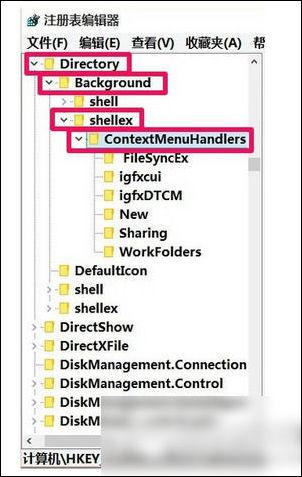 注册表编辑器
文件(F) 编辑(E) 查看(V) 收藏夹(A) 帮
Directory
Background
shell
shellex
ContextMenuHandlers
FileSyncEx
igfxcui
igfxDTCM
New
Sharing
WorkFolders
DefaultIcon
shell
shellex
DirectShow
DirectXFile
DiskManagement.Connection
DiskManagement.Control
计算机\HKEY